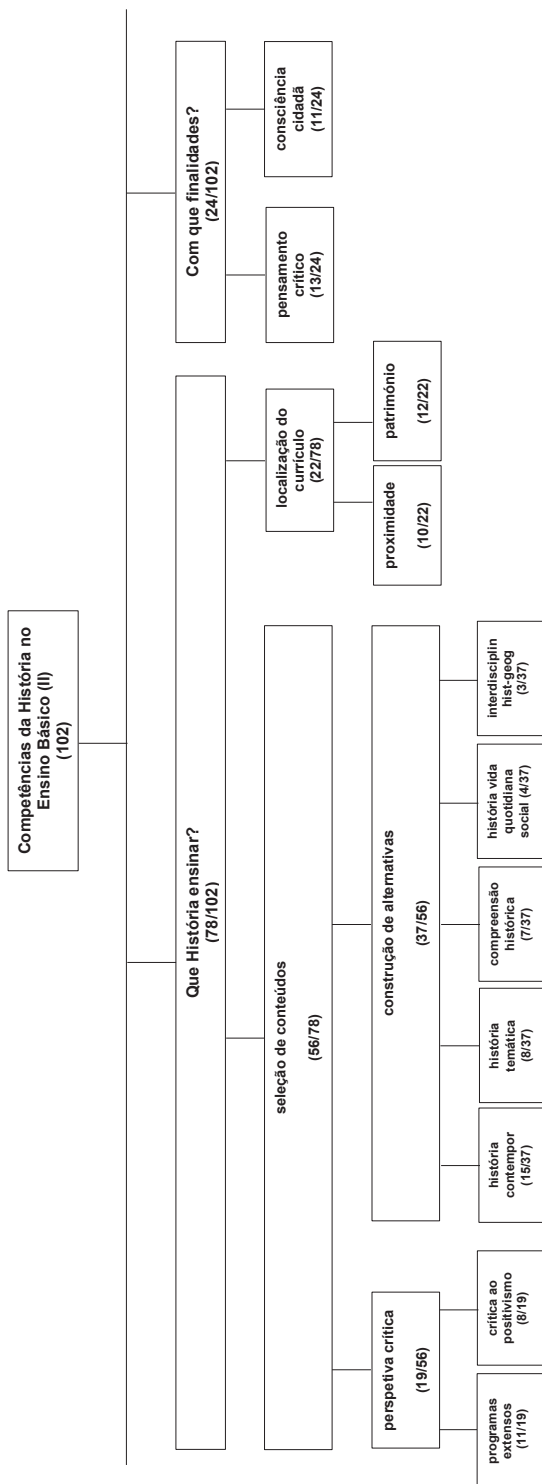 Competências da História no
Ensino Básico (II)
(102)
Que História ensinar?
(78/102)
Com que finalidades?
(24/102)
seleção de conteúdos
(56/78)
localização do
currículo
(22/78)
pensamento
crítico
(13/24)
consciência
cidadã
(11/24)
perspetiva crítica
(19/56)
construção de alternativas
(37/56)
proximidade
(10/22)
património
(12/22)
programas
extensos
(11/19)
crítica ao
positivismo
(8/19)
história
contempor
(15/37)
história
temática
(8/37)
compreensão
histórica
(7/37)
história vida
quotidiana
social (4/37)
interdisciplin
hist-geog
(3/37)